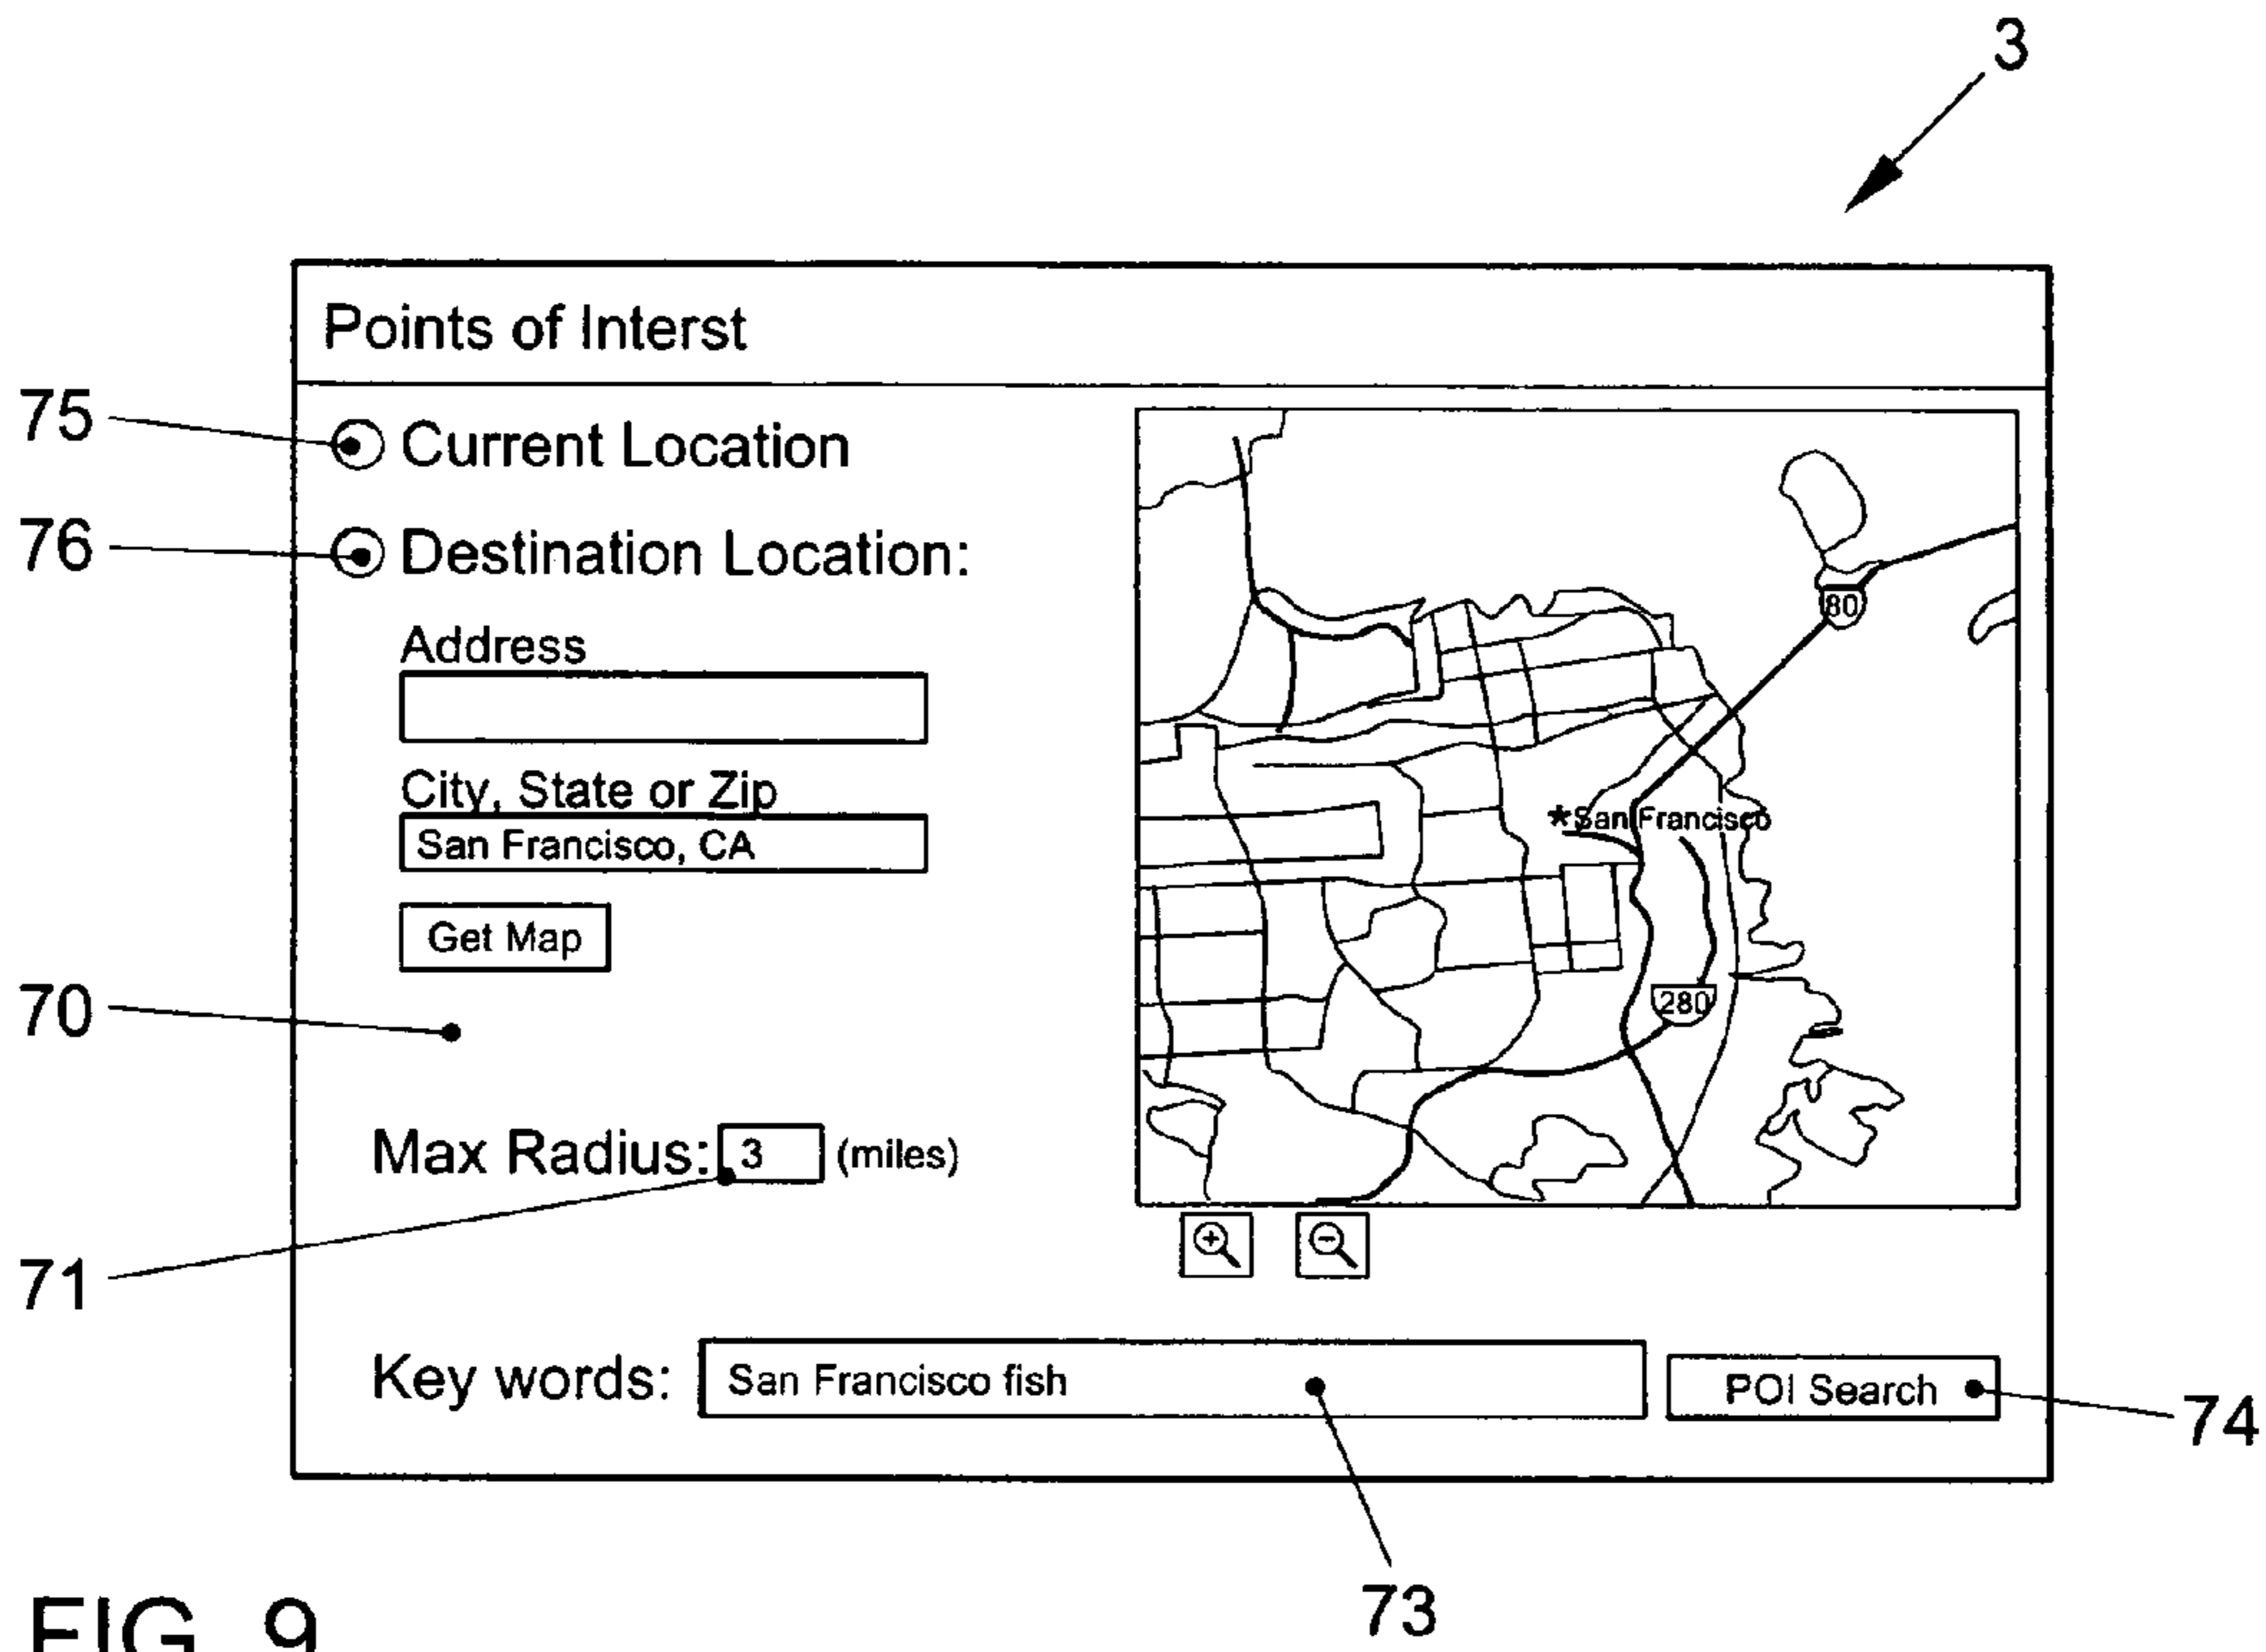 3
Points of Interst
75
Current Location
76
Destination Location:
Address
City, State or Zip
San Francisco, CA
Get Map
80
*San Francisco
280
70
Max Radius: 3 (miles)
71
Key words: San Francisco fish POI Search
74
73
FIG. 9